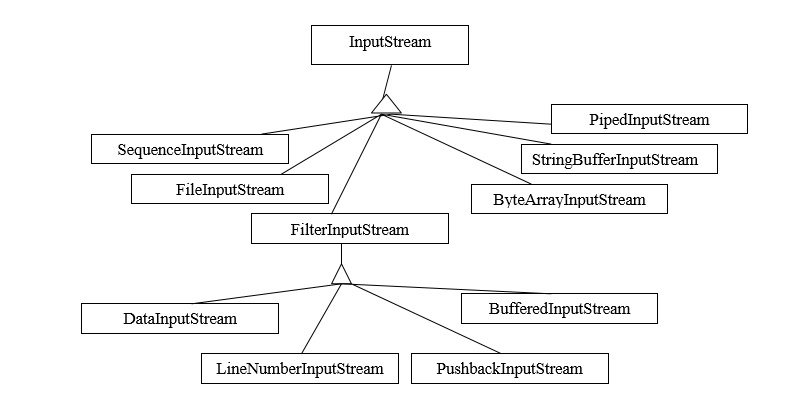 InputStream
PipedInputStream
SequenceInputStream
StringBufferInputStream
FileInputStream
ByteArrayInputStream
FilterInputStream
BufferedInputStream
DataInputStream
LineNumberInputStream
PushbackInputStream